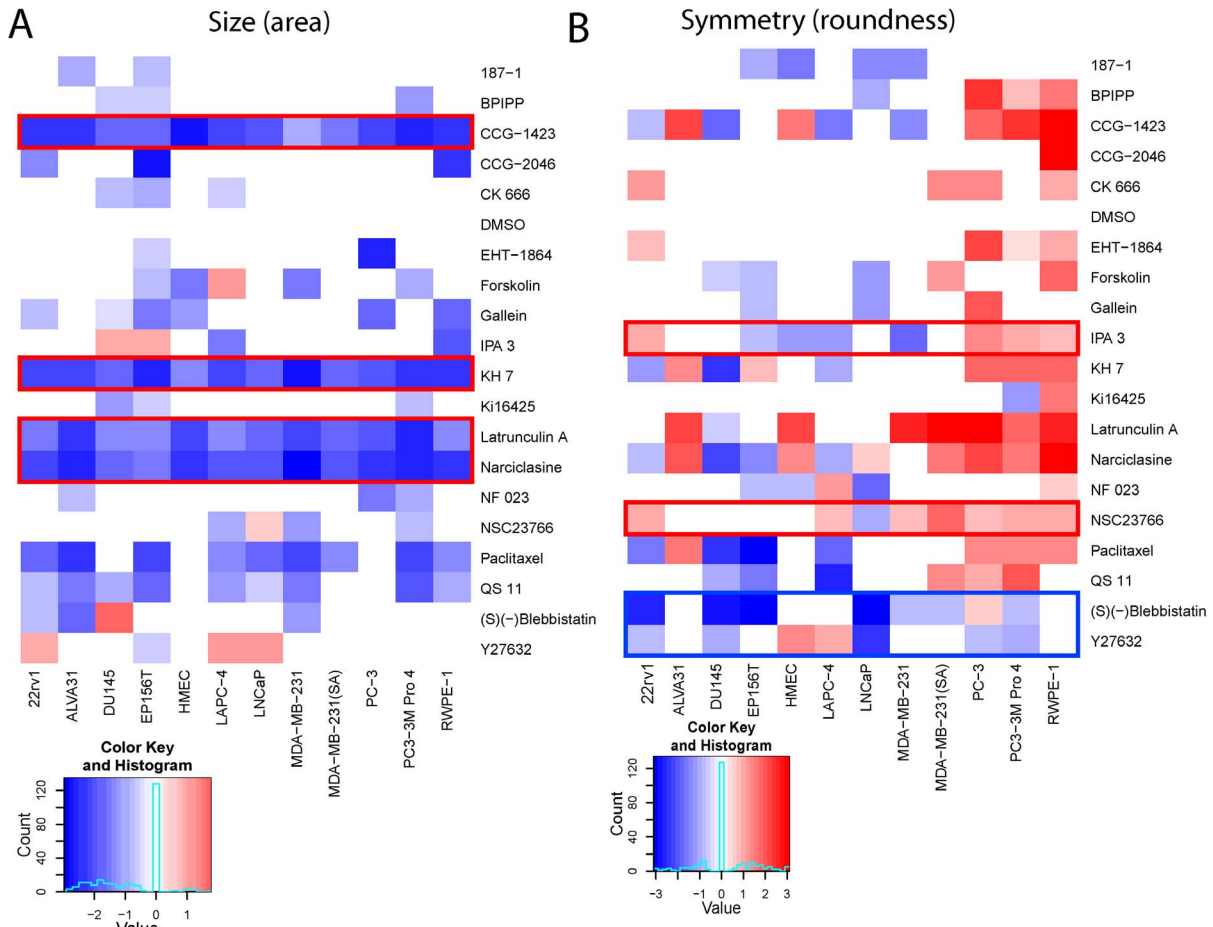 A
Size (area)
187-1
BPIPP
CCG-1423
CCG-2046
CK 666
DMSO
EHT-1864
Forskolin
Gallein
IPA 3
KH 7
Ki16425
Latrunculin A
Narciclasine
NF 023
NSC23766
Paclitaxel
QS 11
(S)(-)Blebbistatin
Y27632
22rv1
ALVA31
DU145
EP156T
HMEC
LAPC-4
LNCaP
MDA-MB-231
MDA-MB-231(SA)
PC-3
PC3-3M Pro 4
RWPE-1
Color Key
and Histogram
Count
0
40
80
120
-2
-1
0
1
Value
B
Symmetry (roundness)
187-1
BPIPP
CCG-1423
CCG-2046
CK 666
DMSO
EHT-1864
Forskolin
Gallein
IPA 3
KH 7
Ki16425
Latrunculin A
Narciclasine
NF 023
NSC23766
Paclitaxel
QS 11
(S)(-)Blebbistatin
Y27632
22rv1
ALVA31
DU145
EP156T
HMEC
LAPC-4
LNCaP
MDA-MB-231
MDA-MB-231(SA)
PC-3
PC3-3M Pro 4
RWPE-1
Color Key
and Histogram
Count
0
40
80
120
-3
-1
0
1
2
3
Value